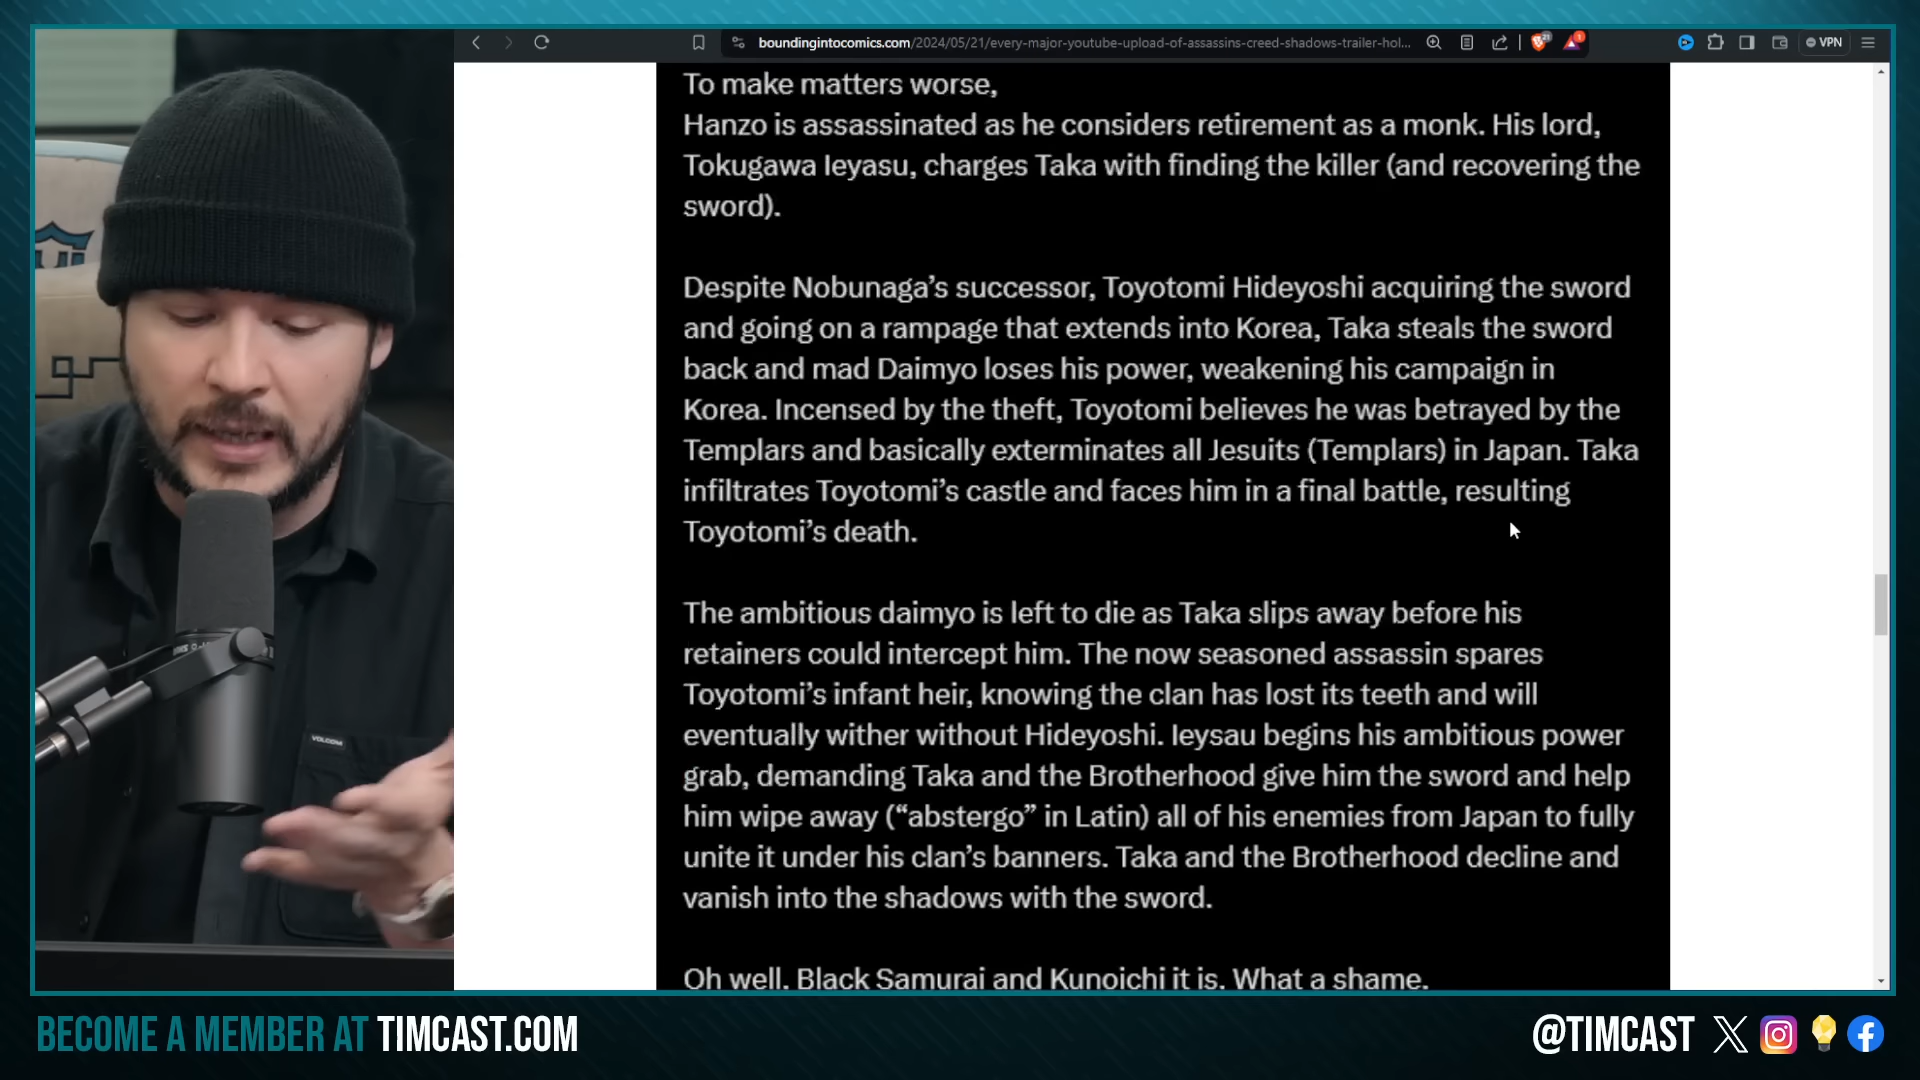 boundingintocomics.com/2024/05/21/every-major-youtube-upload-of-assassins-creed-shadows-trailer-hol...
VPN
To make matters worse,
Hanzo is assassinated as he considers retirement as a monk. His lord,
Tokugawa Ieyasu, charges Taka with finding the killer (and recovering the
sword).
Despite Nobunaga’s successor, Toyotomi Hideyoshi acquiring the sword
and going on a rampage that extends into Korea, Taka steals the sword
back and mad Daimyo loses his power, weakening his campaign in
Korea. Incensed by the theft, Toyotomi believes he was betrayed by the
Templars and basically exterminates all Jesuits (Templars) in Japan. Taka
infiltrates Toyotomi’s castle and faces him in a final battle, resulting
Toyotomi’s death.
The ambitious daimyo is left to die as Taka slips away before his
retainers could intercept him. The now seasoned assassin spares
Toyotomi’s infant heir, knowing the clan has lost its teeth and will
eventually wither without Hideyoshi. Ieysau begins his ambitious power
grab, demanding Taka and the Brotherhood give him the sword and help
him wipe away (“abstergo” in Latin) all of his enemies from Japan to fully
unite it under his clan’s banners. Taka and the Brotherhood decline and
vanish into the shadows with the sword.
Oh well. Black Samurai and Kunoichi it is. What a shame.
VOLCOM
BECOME A MEMBER AT TIMCAST.COM
@TIMCAST